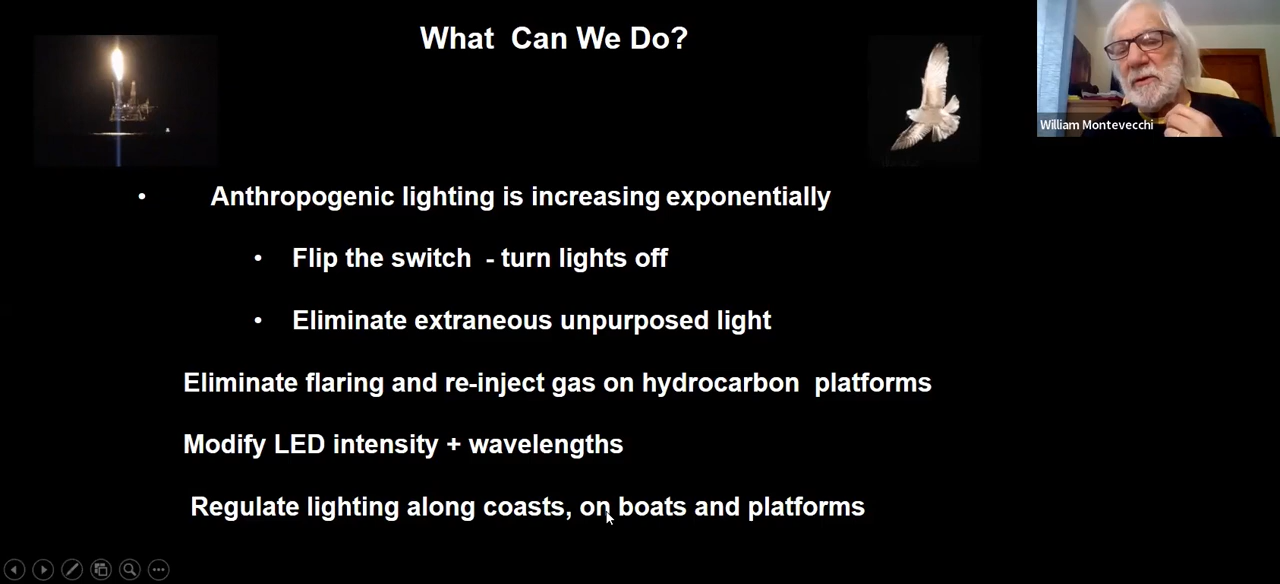 What Can We Do?
William Montevecchi
• Anthropogenic lighting is increasing exponentially
• Flip the switch - turn lights off
• Eliminate extraneous unpurposed light
Eliminate flaring and re-inject gas on hydrocarbon platforms
Modify LED intensity + wavelengths
Regulate lighting along coasts, on boats and platforms